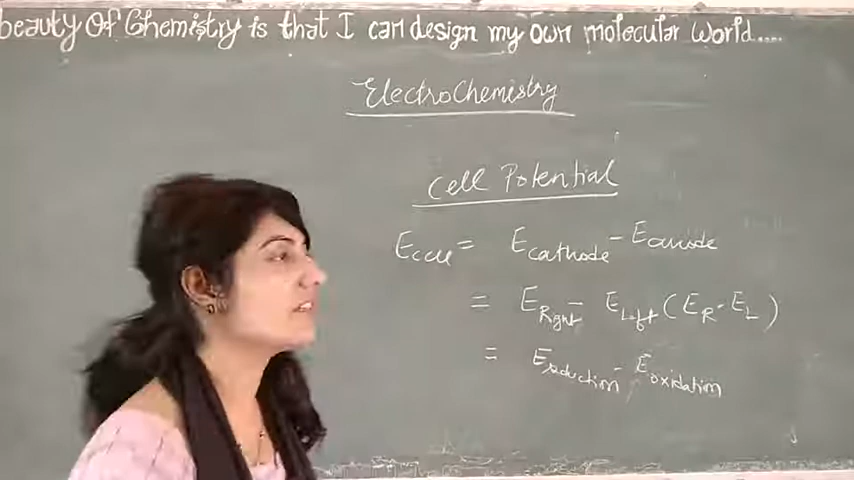 beauty Of Chemistry is that I can design my own molecular world....
ElectroChemistry
Cell Potential
Ecell = Ecathode - Eanode
= ERight - ELeft (ER - EL)
= Ereduction - Eoxidation